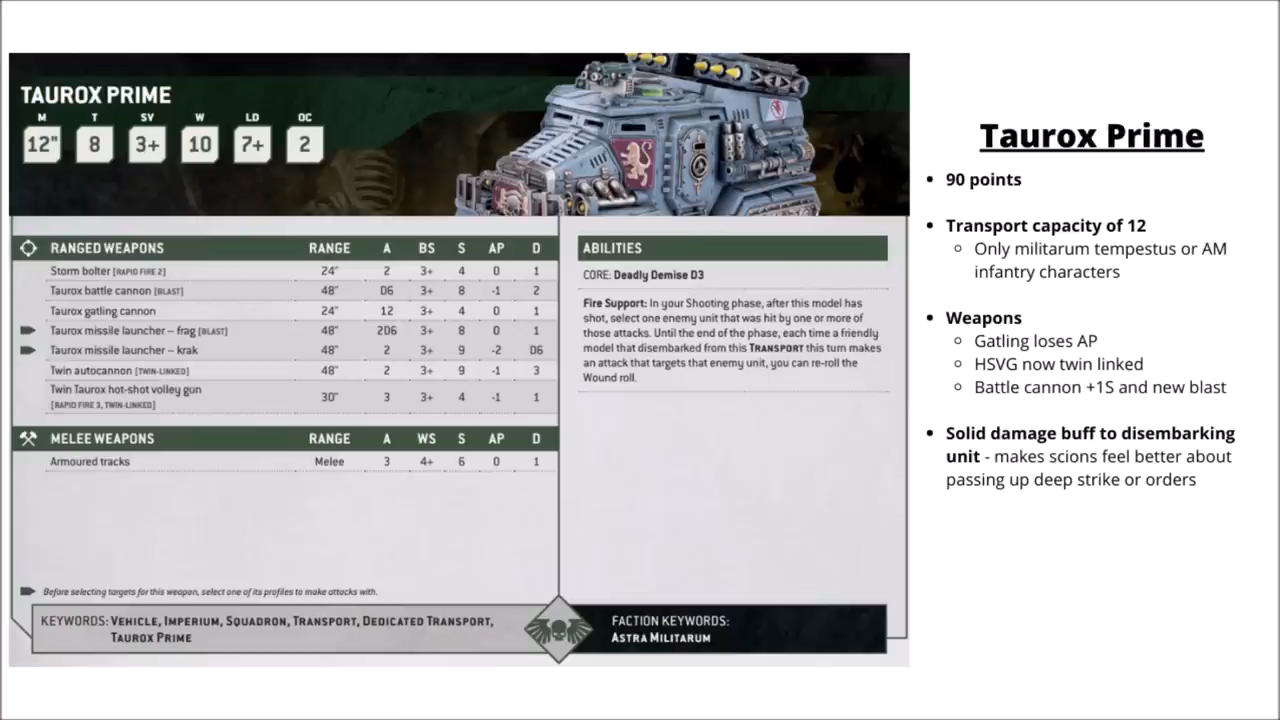 TAUROX PRIME
M T SV W LD OC
12" 8 3+ 10 7+ 2
RANGED WEAPONS RANGE A BS S AP D
Storm bolter [RAPID FIRE 2] 24" 2 3+ 4 0 1
Taurox battle cannon [BLAST] 48" D6 3+ 8 -1 2
Taurox gatling cannon 24" 12 3+ 4 0 1
Taurox missile launcher – frag [BLAST] 48" 2D6 3+ 8 0 1
Taurox missile launcher – krak 48" 2 3+ 9 -2 D6
Twin autocannon [TWIN-LINKED] 48" 2 3+ 9 -1 3
Twin Taurox hot-shot volley gun
[RAPID FIRE 3, TWIN-LINKED] 30" 3 3+ 4 -1 1
MELEE WEAPONS RANGE A WS S AP D
Armoured tracks Melee 3 4+ 6 0 1
Before selecting targets for this weapon, select one of its profiles to make attacks with.
ABILITIES
CORE: Deadly Demise D3
Fire Support: In your Shooting phase, after this model has
shot, select one enemy unit that was hit by one or more of
those attacks. Until the end of the phase, each time a friendly
model that disembarked from this TRANSPORT this turn makes
an attack that targets that enemy unit, you can re-roll the
Wound roll.
KEYWORDS: VEHICLE, IMPERIUM, SQUADRON, TRANSPORT, DEDICATED TRANSPORT,
TAUROX PRIME
FACTION KEYWORDS:
ASTRA MILITARUM
Taurox Prime
• 90 points
• Transport capacity of 12
○ Only militarum tempestus or AM
infantry characters
• Weapons
○ Gatling loses AP
○ HSVG now twin linked
○ Battle cannon +1S and new blast
• Solid damage buff to disembarking
unit - makes scions feel better about
passing up deep strike or orders